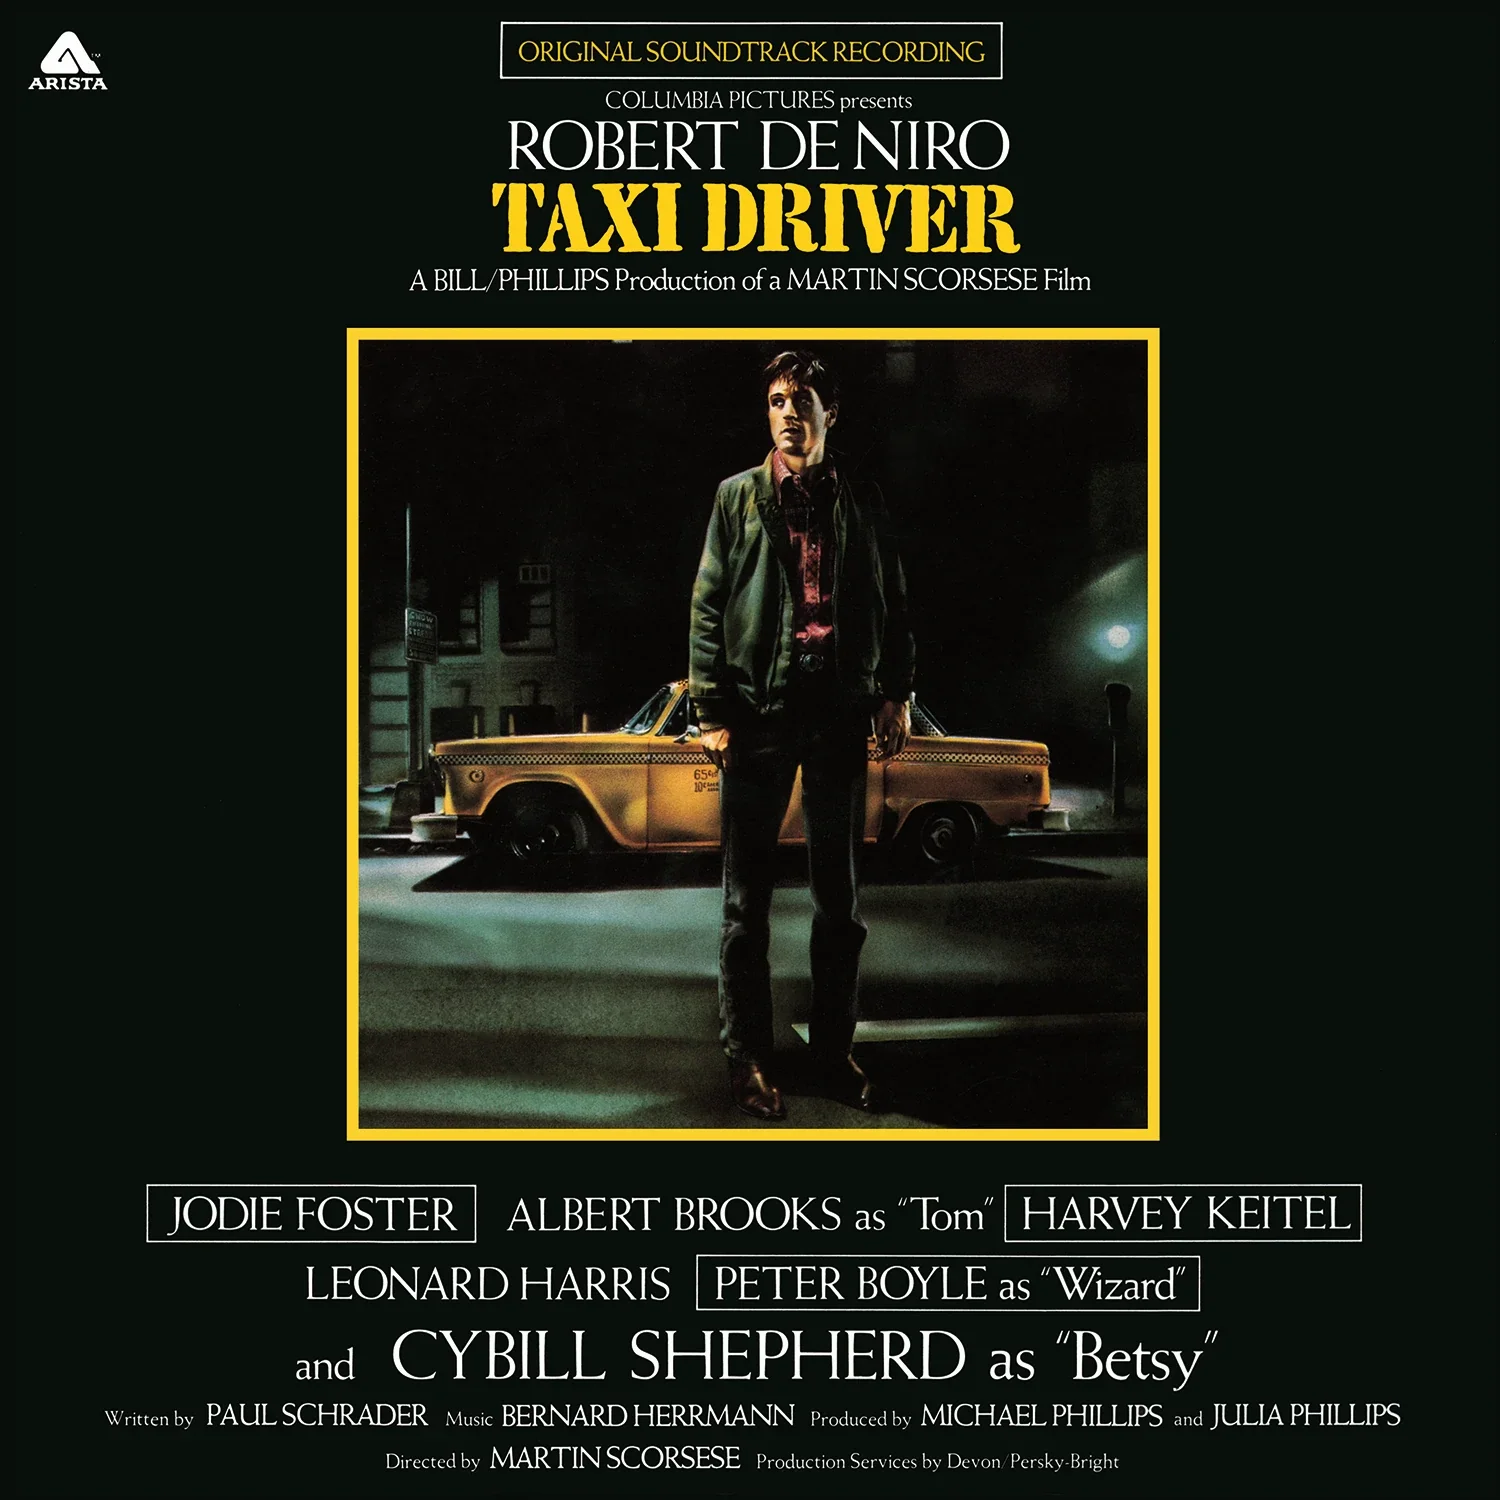 ARISTA
ORIGINAL SOUNDTRACK RECORDING
COLUMBIA PICTURES presents
ROBERT DE NIRO
TAXI DRIVER
A BILL/PHILLIPS Production of a MARTIN SCORSESE Film
65¢
10¢
JODIE FOSTER ALBERT BROOKS as “Tom” HARVEY KEITEL
LEONARD HARRIS PETER BOYLE as “Wizard”
and CYBILL SHEPHERD as “Betsy”
Written by PAUL SCHRADER Music BERNARD HERRMANN Produced by MICHAEL PHILLIPS and JULIA PHILLIPS
Directed by MARTIN SCORSESE Production Services by Devon/Persky-Bright